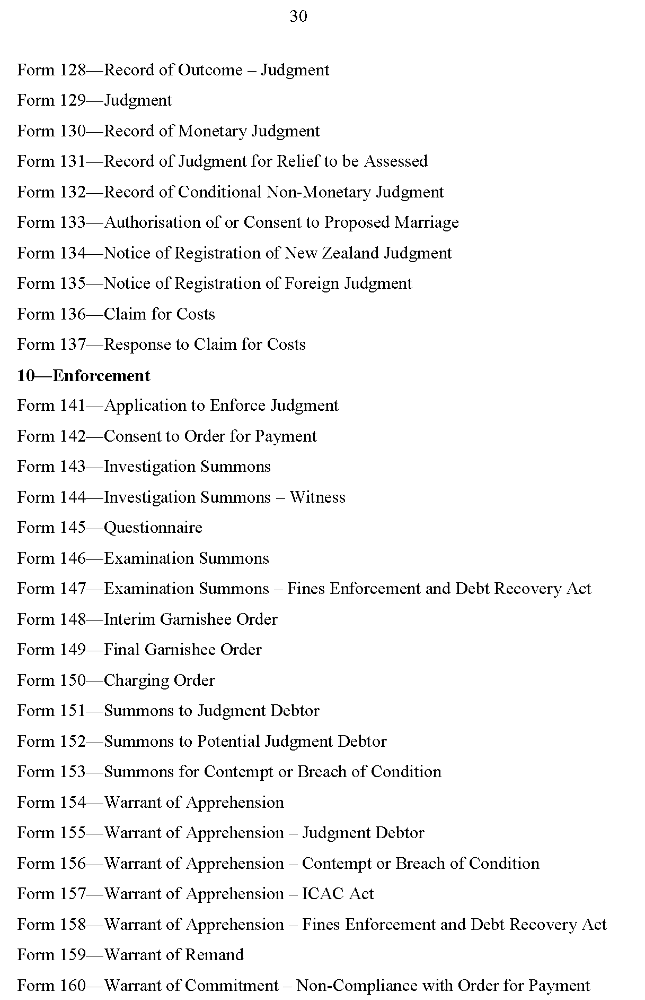 30
Form 128—Record of Outcome – Judgment
Form 129—Judgment
Form 130—Record of Monetary Judgment
Form 131—Record of Judgment for Relief to be Assessed
Form 132—Record of Conditional Non-Monetary Judgment
Form 133—Authorisation of or Consent to Proposed Marriage
Form 134—Notice of Registration of New Zealand Judgment
Form 135—Notice of Registration of Foreign Judgment
Form 136—Claim for Costs
Form 137—Response to Claim for Costs
10—Enforcement
Form 141—Application to Enforce Judgment
Form 142—Consent to Order for Payment
Form 143—Investigation Summons
Form 144—Investigation Summons – Witness
Form 145—Questionnaire
Form 146—Examination Summons
Form 147—Examination Summons – Fines Enforcement and Debt Recovery Act
Form 148—Interim Garnishee Order
Form 149—Final Garnishee Order
Form 150—Charging Order
Form 151—Summons to Judgment Debtor
Form 152—Summons to Potential Judgment Debtor
Form 153—Summons for Contempt or Breach of Condition
Form 154—Warrant of Apprehension
Form 155—Warrant of Apprehension – Judgment Debtor
Form 156—Warrant of Apprehension – Contempt or Breach of Condition
Form 157—Warrant of Apprehension – ICAC Act
Form 158—Warrant of Apprehension – Fines Enforcement and Debt Recovery Act
Form 159—Warrant of Remand
Form 160—Warrant of Commitment – Non-Compliance with Order for Payment